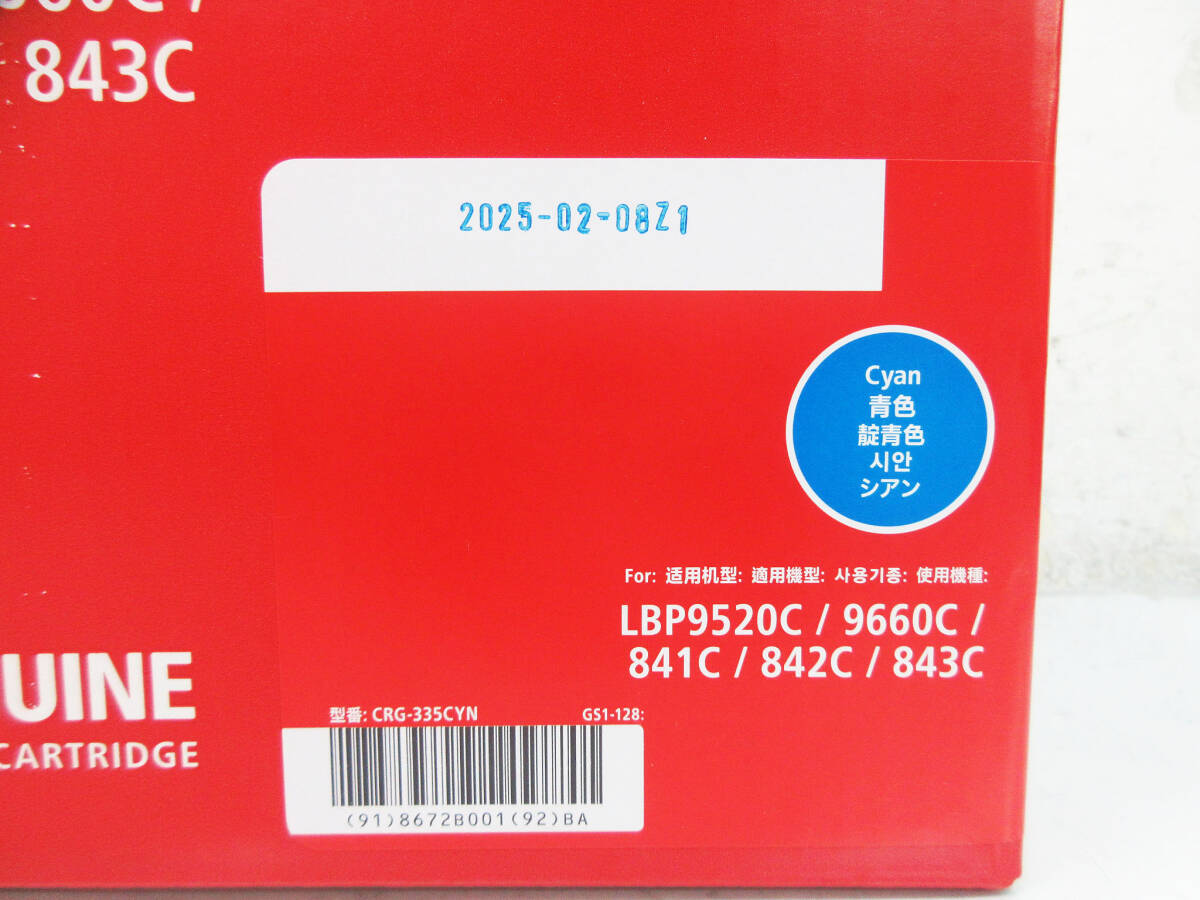 843C
2025-02-08Z1
Cyan
青色
靛青色
시안
シアン
For: 适用机型: 適用機型: 사용기종: 使用機種:
LBP9520C / 9660C /
841C / 842C / 843C
UINE
CARTRIDGE
型番: CRG-335CYN
GS1-128:
(91)8672B001(92)BA